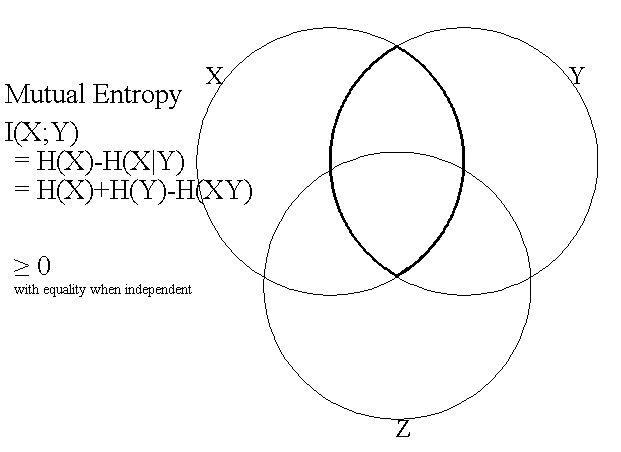 X
Y
Mutual Entropy
I(X;Y)
= H(X)-H(X|Y)
= H(X)+H(Y)-H(XY)
≥ 0
with equality when independent
Z